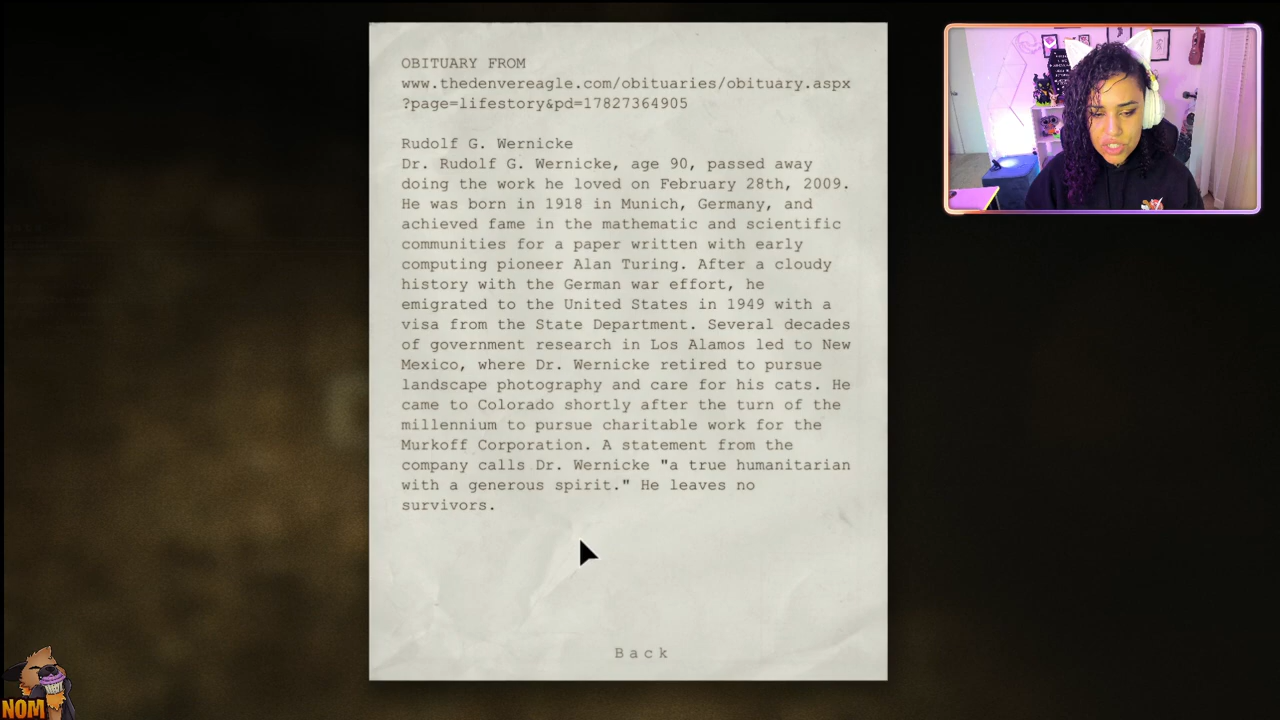 OBITUARY FROM
www.thedenvereagle.com/obituaries/obituary.aspx
?page=lifestory&pd=17827364905
Rudolf G. Wernicke
Dr. Rudolf G. Wernicke, age 90, passed away
doing the work he loved on February 28th, 2009.
He was born in 1918 in Munich, Germany, and
achieved fame in the mathematic and scientific
communities for a paper written with early
computing pioneer Alan Turing. After a cloudy
history with the German war effort, he
emigrated to the United States in 1949 with a
visa from the State Department. Several decades
of government research in Los Alamos led to New
Mexico, where Dr. Wernicke retired to pursue
landscape photography and care for his cats. He
came to Colorado shortly after the turn of the
millennium to pursue charitable work for the
Murkoff Corporation. A statement from the
company calls Dr. Wernicke "a true humanitarian
with a generous spirit." He leaves no
survivors.
Back
NOM